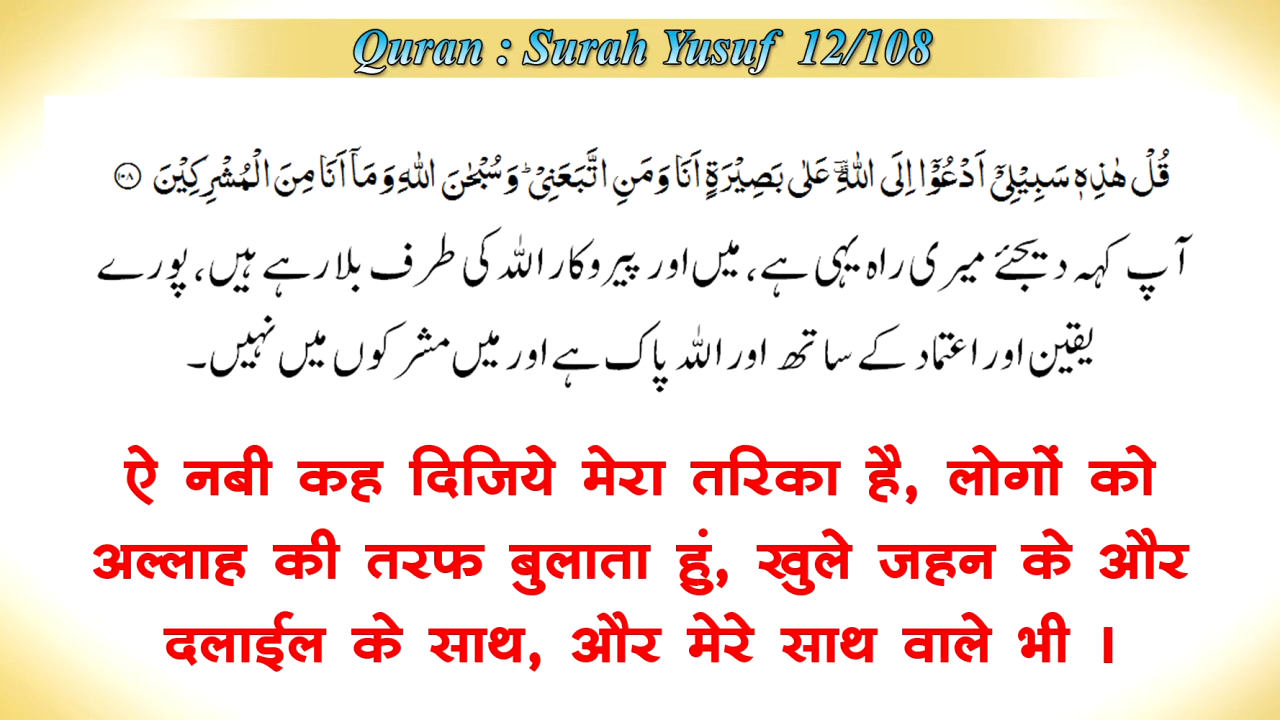 Quran : Surah Yusuf 12/108
قُلْ هٰذِهٖ سَبِيْلِيْۤ اَدْعُوْۤا اِلَى اللّٰهِ ؔ عَلٰى بَصِيْرَةٍ اَنَا وَمَنِ اتَّبَعَنِيْ ؕ وَسُبْحٰنَ اللّٰهِ وَمَاۤ اَنَا مِنَ الْمُشْرِكِيْنَ ۝۱۰۸
آپ کہہ دیجئے میری راہ یہی ہے، میں اور پیروکار اللہ کی طرف بلا رہے ہیں، پورے
یقین اور اعتماد کے ساتھ اور اللہ پاک ہے اور میں مشرکوں میں نہیں۔
ऐ नबी कह दिजिये मेरा तरिका है, लोगों को
अल्लाह की तरफ बुलाता हुं, खुले जहन के और
दलाईल के साथ, और मेरे साथ वाले भी ।